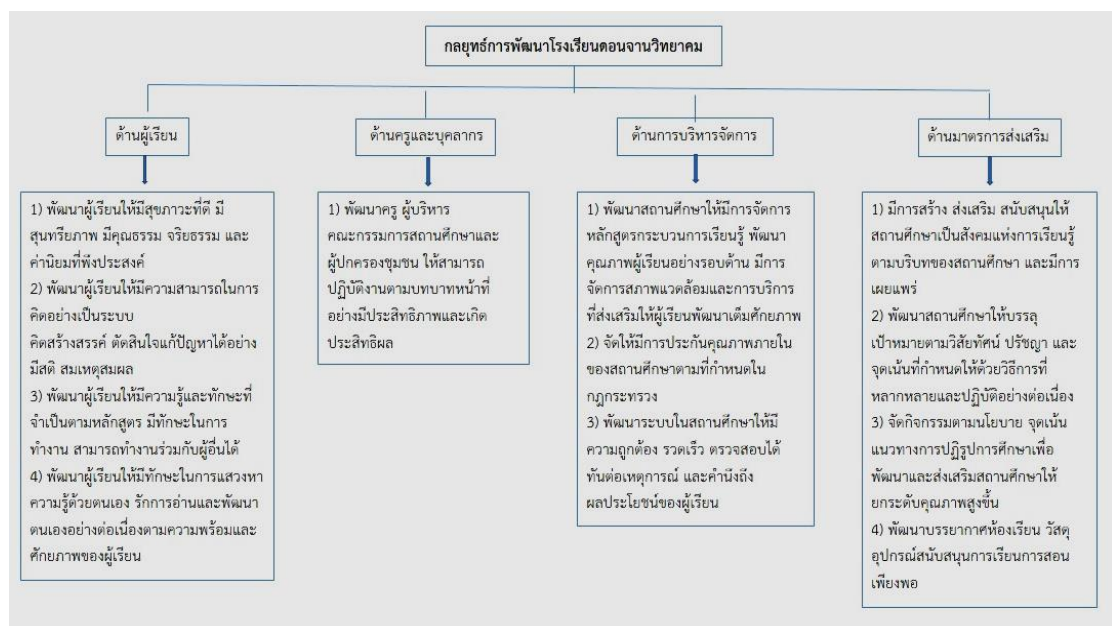 กลยุทธ์การพัฒนาโรงเรียนดอนจานวิทยาคม
ด้านผู้เรียน
1) พัฒนาผู้เรียนให้มีสุขภาวะที่ดี มี
สุนทรียภาพ มีคุณธรรม จริยธรรม และ
ค่านิยมที่พึงประสงค์
2) พัฒนาผู้เรียนให้มีความสามารถในการ
คิดอย่างเป็นระบบ
คิดสร้างสรรค์ ตัดสินใจแก้ปัญหาได้อย่าง
มีสติ สมเหตุสมผล
3) พัฒนาผู้เรียนให้มีความรู้และทักษะที่
จำเป็นตามหลักสูตร มีทักษะในการ
ทำงาน สามารถทำงานร่วมกับผู้อื่นได้
4) พัฒนาผู้เรียนให้มีทักษะในการแสวงหา
ความรู้ด้วยตนเอง รักการอ่านและพัฒนา
ตนเองอย่างต่อเนื่องตามความพร้อมและ
ศักยภาพของผู้เรียน
ด้านครูและบุคลากร
1) พัฒนาครู ผู้บริหาร
คณะกรรมการสถานศึกษาและ
ผู้ปกครองชุมชน ให้สามารถ
ปฏิบัติงานตามบทบาทหน้าที่
อย่างมีประสิทธิภาพและเกิด
ประสิทธิผล
ด้านการบริหารจัดการ
1) พัฒนาสถานศึกษาให้มีการจัดการ
หลักสูตรกระบวนการเรียนรู้ พัฒนา
คุณภาพผู้เรียนอย่างรอบด้าน มีการ
จัดการสภาพแวดล้อมและการบริการ
ที่ส่งเสริมให้ผู้เรียนพัฒนาเต็มศักยภาพ
2) จัดให้มีการประกันคุณภาพภายใน
ของสถานศึกษาตามที่กำหนดใน
กฎกระทรวง
3) พัฒนาระบบในสถานศึกษาให้มี
ความถูกต้อง รวดเร็ว ตรวจสอบได้
ทันต่อเหตุการณ์ และคำนึงถึง
ผลประโยชน์ของผู้เรียน
ด้านมาตรการส่งเสริม
1) มีการสร้าง ส่งเสริม สนับสนุนให้
สถานศึกษาเป็นสังคมแห่งการเรียนรู้
ตามบริบทของสถานศึกษา และมีการ
เผยแพร่
2) พัฒนาสถานศึกษาให้บรรลุ
เป้าหมายตามวิสัยทัศน์ ปรัชญา และ
จุดเน้นที่กำหนดให้ด้วยวิธีการที่
หลากหลายและปฏิบัติอย่างต่อเนื่อง
3) จัดกิจกรรมตามนโยบาย จุดเน้น
แนวทางการปฏิรูปการศึกษาเพื่อ
พัฒนาและส่งเสริมสถานศึกษาให้
ยกระดับคุณภาพสูงขึ้น
4) พัฒนาบรรยากาศห้องเรียน วัสดุ
อุปกรณ์สนับสนุนการเรียนการสอน
เพียงพอ